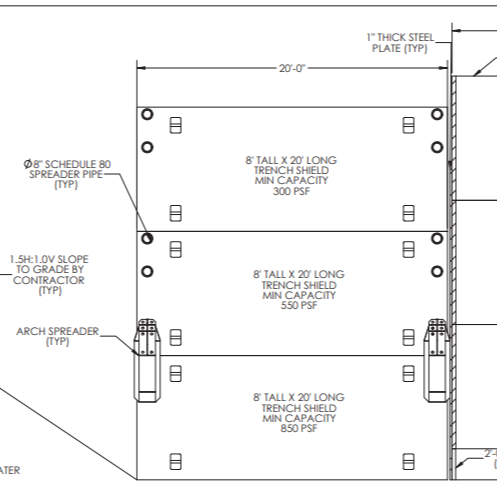 1" THICK STEEL
PLATE (TYP)
20'-0"
8' TALL X 20' LONG
TRENCH SHIELD
MIN CAPACITY
300 PSF
Ø8" SCHEDULE 80
SPREADER PIPE
(TYP)
1.5H:1.0V SLOPE
TO GRADE BY
CONTRACTOR
(TYP)
8' TALL X 20' LONG
TRENCH SHIELD
MIN CAPACITY
550 PSF
ARCH SPREADER
(TYP)
8' TALL X 20' LONG
TRENCH SHIELD
MIN CAPACITY
850 PSF